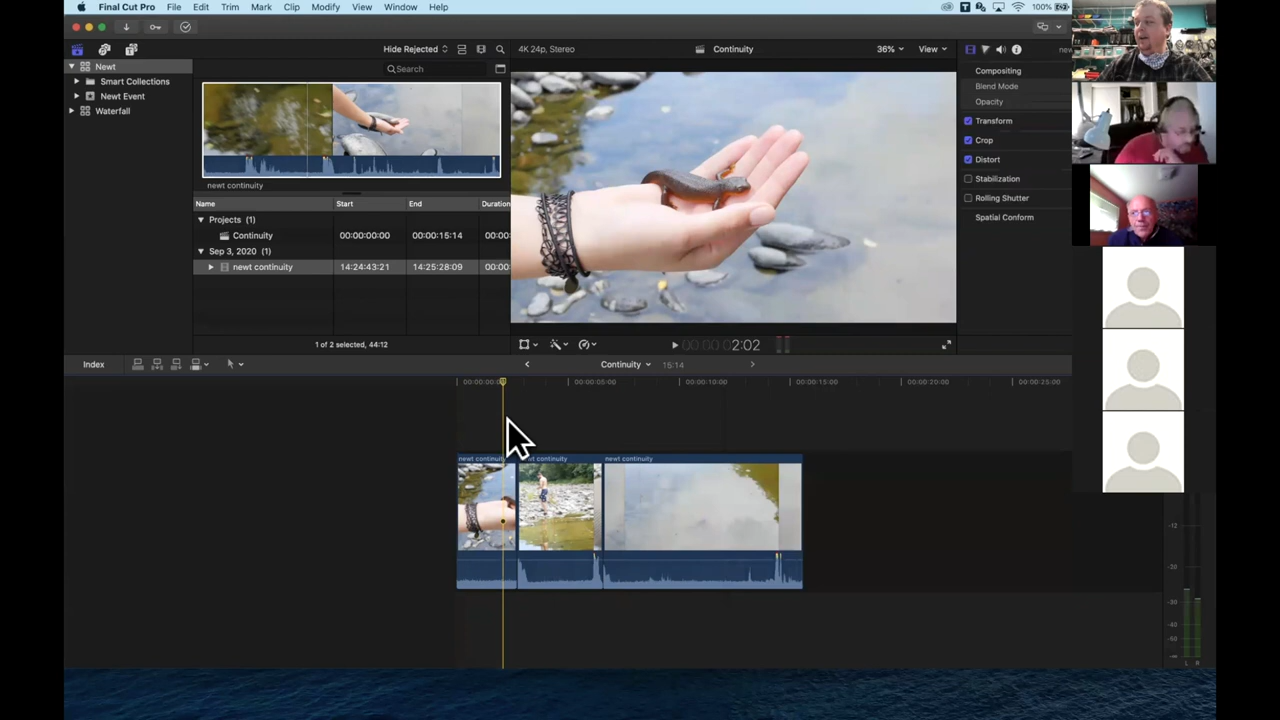 Final Cut Pro File Edit Trim Mark Clip Modify View Window Help 100%
Hide Rejected 4K 24p, Stereo Continuity 36% View
Newt
Smart Collections
Newt Event
Waterfall
Search
newt continuity
Name Start End Duration
Projects (1)
Continuity 00:00:00:00 00:00:15:14
Sep 3, 2020 (1)
newt continuity 14:24:43:21 14:25:28:09
1 of 2 selected, 44:12
2:02
Compositing
Blend Mode
Opacity
Transform
Crop
Distort
Stabilization
Rolling Shutter
Spatial Conform
Index Continuity 15:14
00:00:05:00 00:00:10:00 00:00:15:00 00:00:20:00 00:00:25:00
newt continuity newt continuity
-12
-20
-30
-40
-60
L R